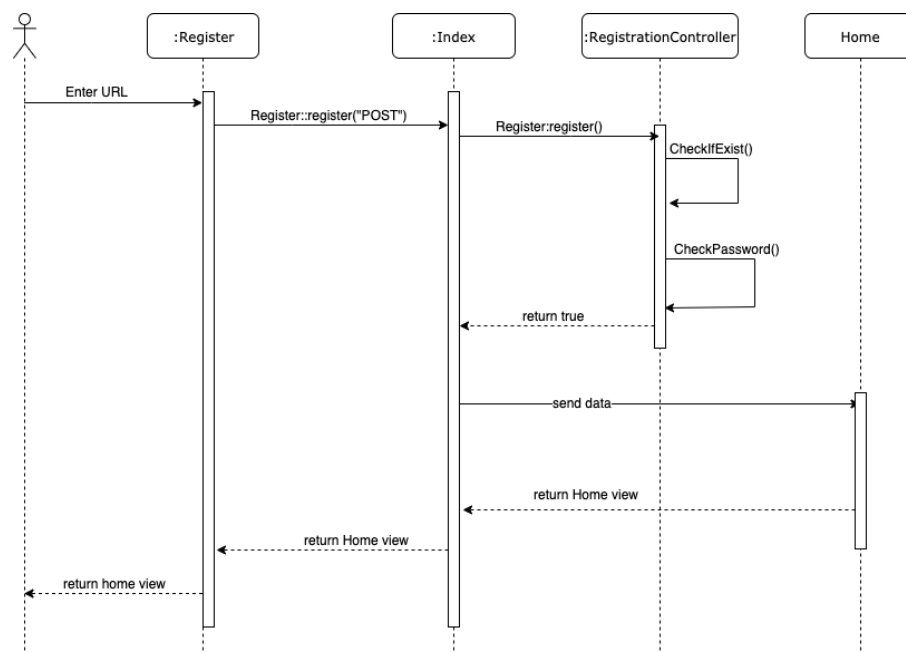 :Register
:Index
:RegistrationController
Home
Enter URL
Register::register("POST")
Register:register()
CheckIfExist()
CheckPassword()
return true
send data
return Home view
return Home view
return home view